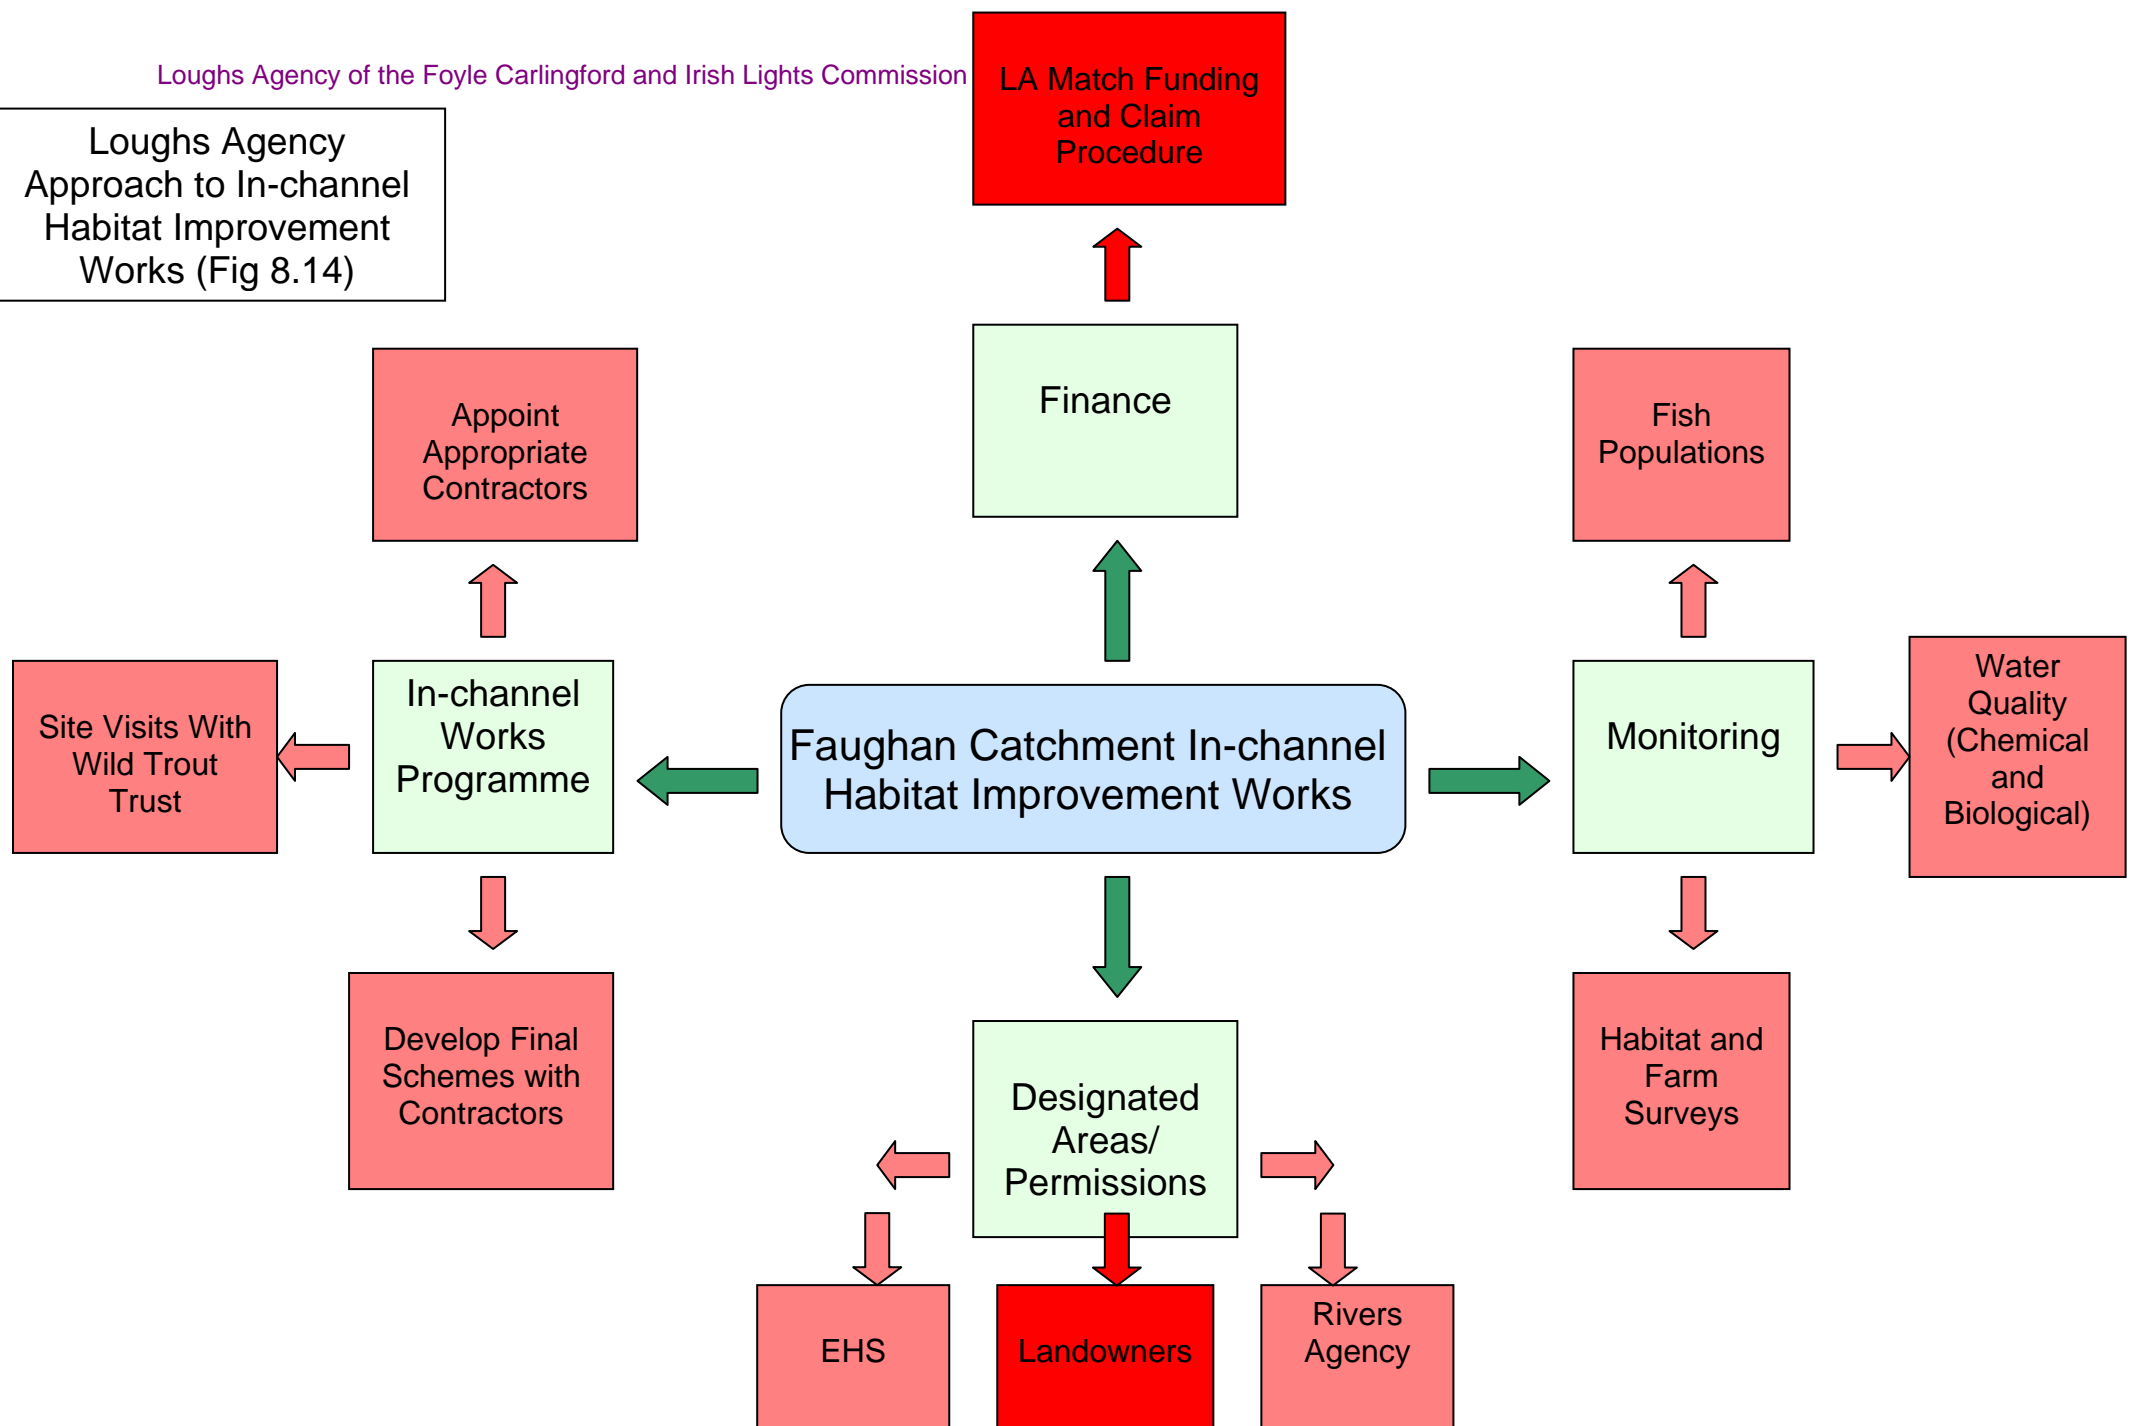 Loughs Agency of the Foyle Carlingford and Irish Lights Commission
LA Match Funding
and Claim
Procedure
Loughs Agency
Approach to In-channel
Habitat Improvement
Works (Fig 8.14)
Appoint
Appropriate
Contractors
Finance
Fish
Populations
Site Visits With
Wild Trout
Trust
In-channel
Works
Programme
Faughan Catchment In-channel
Habitat Improvement Works
Monitoring
Water
Quality
(Chemical
and
Biological)
Develop Final
Schemes with
Contractors
Designated
Areas/
Permissions
Habitat and
Farm
Surveys
EHS
Landowners
Rivers
Agency